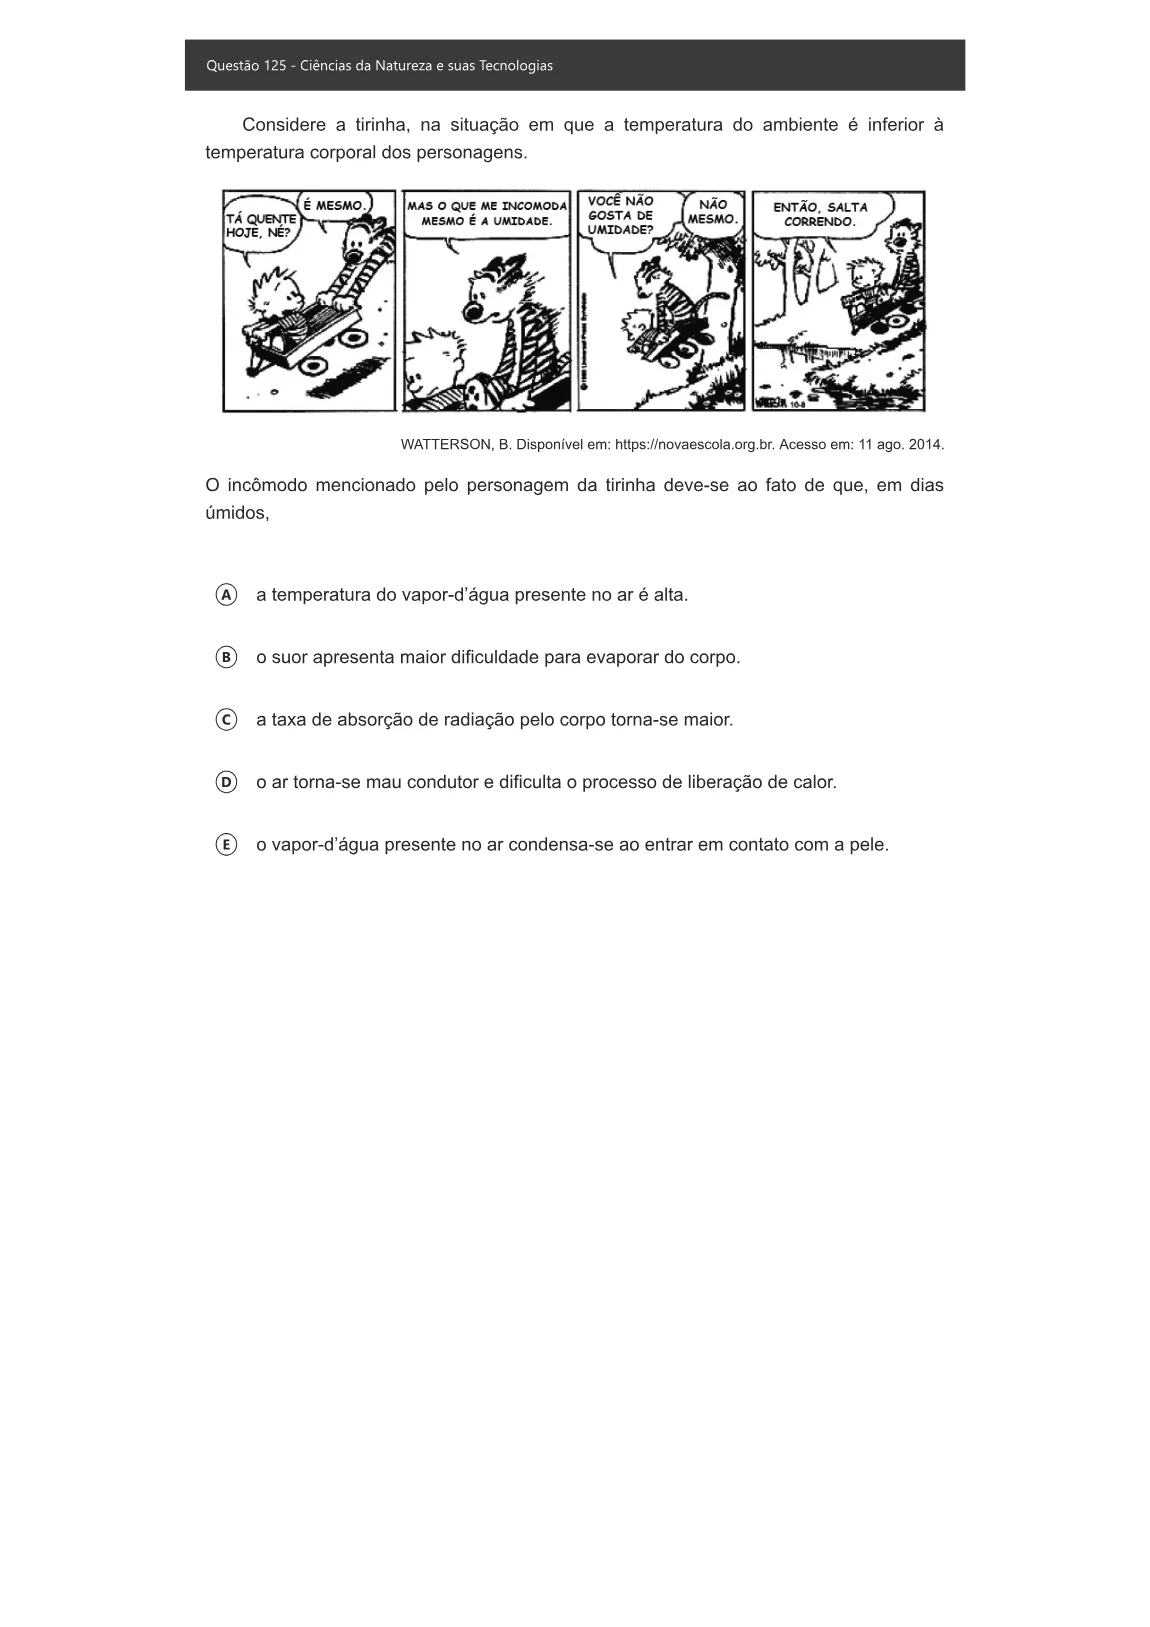 Questão 125 - Ciências da Natureza e suas Tecnologias
Considere a tirinha, na situação em que a temperatura do ambiente é inferior à
temperatura corporal dos personagens.
TÁ QUENTE
HOJE, NÉ?
É MESMO.
MAS O QUE ME INCOMODA
MESMO É A UMIDADE.
VOCÊ NÃO
GOSTA DE
UMIDADE?
NÃO
MESMO.
ENTÃO, SALTA
CORRENDO.
WATTERSON, B. Disponível em: https://novaescola.org.br. Acesso em: 11 ago. 2014.
O incômodo mencionado pelo personagem da tirinha deve-se ao fato de que, em dias
úmidos,
A a temperatura do vapor-d’água presente no ar é alta.
B o suor apresenta maior dificuldade para evaporar do corpo.
C a taxa de absorção de radiação pelo corpo torna-se maior.
D o ar torna-se mau condutor e dificulta o processo de liberação de calor.
E o vapor-d’água presente no ar condensa-se ao entrar em contato com a pele.